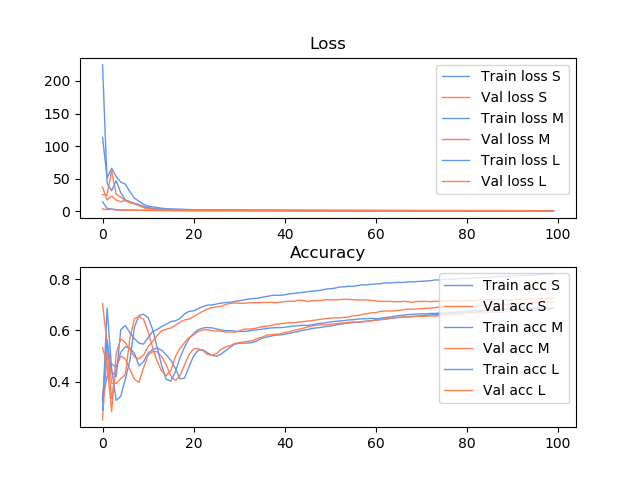 Loss
200
150
100
50
0
Train loss S
Val loss S
Train loss M
Val loss M
Train loss L
Val loss L
0 20 40 60 80 100
Accuracy
0.8
0.6
0.4
Train acc S
Val acc S
Train acc M
Val acc M
Train acc L
Val acc L
0 20 40 60 80 100